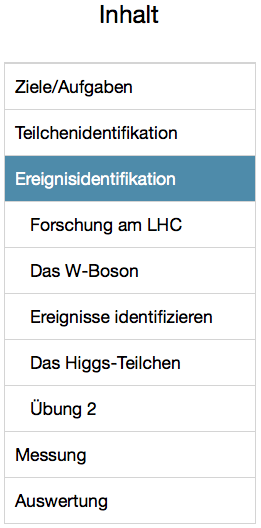 Inhalt
Ziele/Aufgaben
Teilchenidentifikation
Ereignisidentifikation
Forschung am LHC
Das W-Boson
Ereignisse identifizieren
Das Higgs-Teilchen
Übung 2
Messung
Auswertung